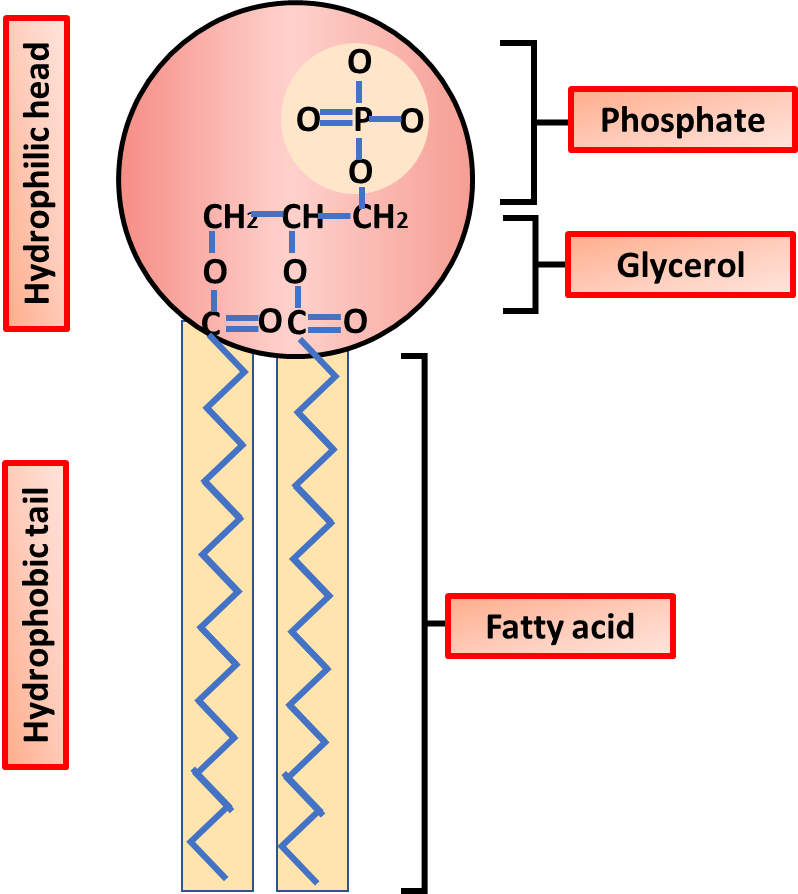 Hydrophilic head
O
O P O
O
Phosphate
CH2 CH CH2
Glycerol
O O
C O C O
Hydrophobic tail
Fatty acid